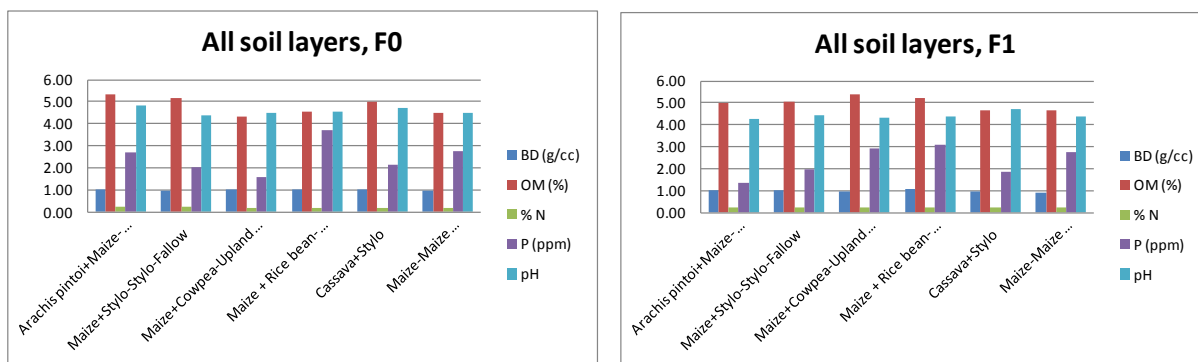 All soil layers, F0
6.00
5.00
4.00
3.00
2.00
1.00
0.00
BD (g/cc)
OM (%)
% N
P (ppm)
pH
Arachis pintoi+Maize-...
Maize+Stylo-Stylo-Fallow
Maize+Cowpea-Upland...
Maize + Rice bean-...
Cassava+Stylo
Maize-Maize...
All soil layers, F1
6.00
5.00
4.00
3.00
2.00
1.00
0.00
BD (g/cc)
OM (%)
% N
P (ppm)
pH
Arachis pintoi+Maize-...
Maize+Stylo-Stylo-Fallow
Maize+Cowpea-Upland...
Maize + Rice bean-...
Cassava+Stylo
Maize-Maize...